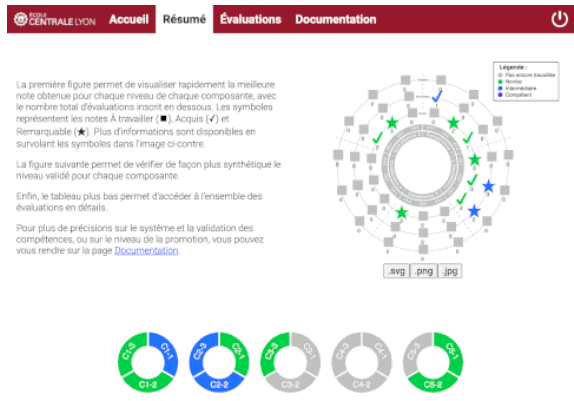 ÉCOLE
CENTRALE LYON
Accueil
Résumé
Évaluations
Documentation
La première figure permet de visualiser rapidement la meilleure
note obtenue pour chaque niveau de chaque composante, avec
le nombre total d'évaluations inscrit en dessous. Les symboles
représentent les notes À travailler (■), Acquis (✓) et
Remarquable (★). Plus d'informations sont disponibles en
survolant les symboles dans l'image ci-contre.
La figure suivante permet de vérifier de façon plus synthétique le
niveau validé pour chaque composante.
Enfin, le tableau plus bas permet d'accéder à l'ensemble des
évaluations en détails.
Pour plus de précisions sur le système et la validation des
compétences, ou sur le niveau de la promotion, vous pouvez
vous rendre sur la page Documentation.
Légende :
Pas encore travaillée
Novice
Intermédiaire
Compétent
.svg .png .jpg
C1-3 C1-1
C1-2
C2-3 C2-1
C2-2
C3-3 C3-1
C3-2
C4-3 C4-1
C4-2
C5-3 C5-1
C5-2